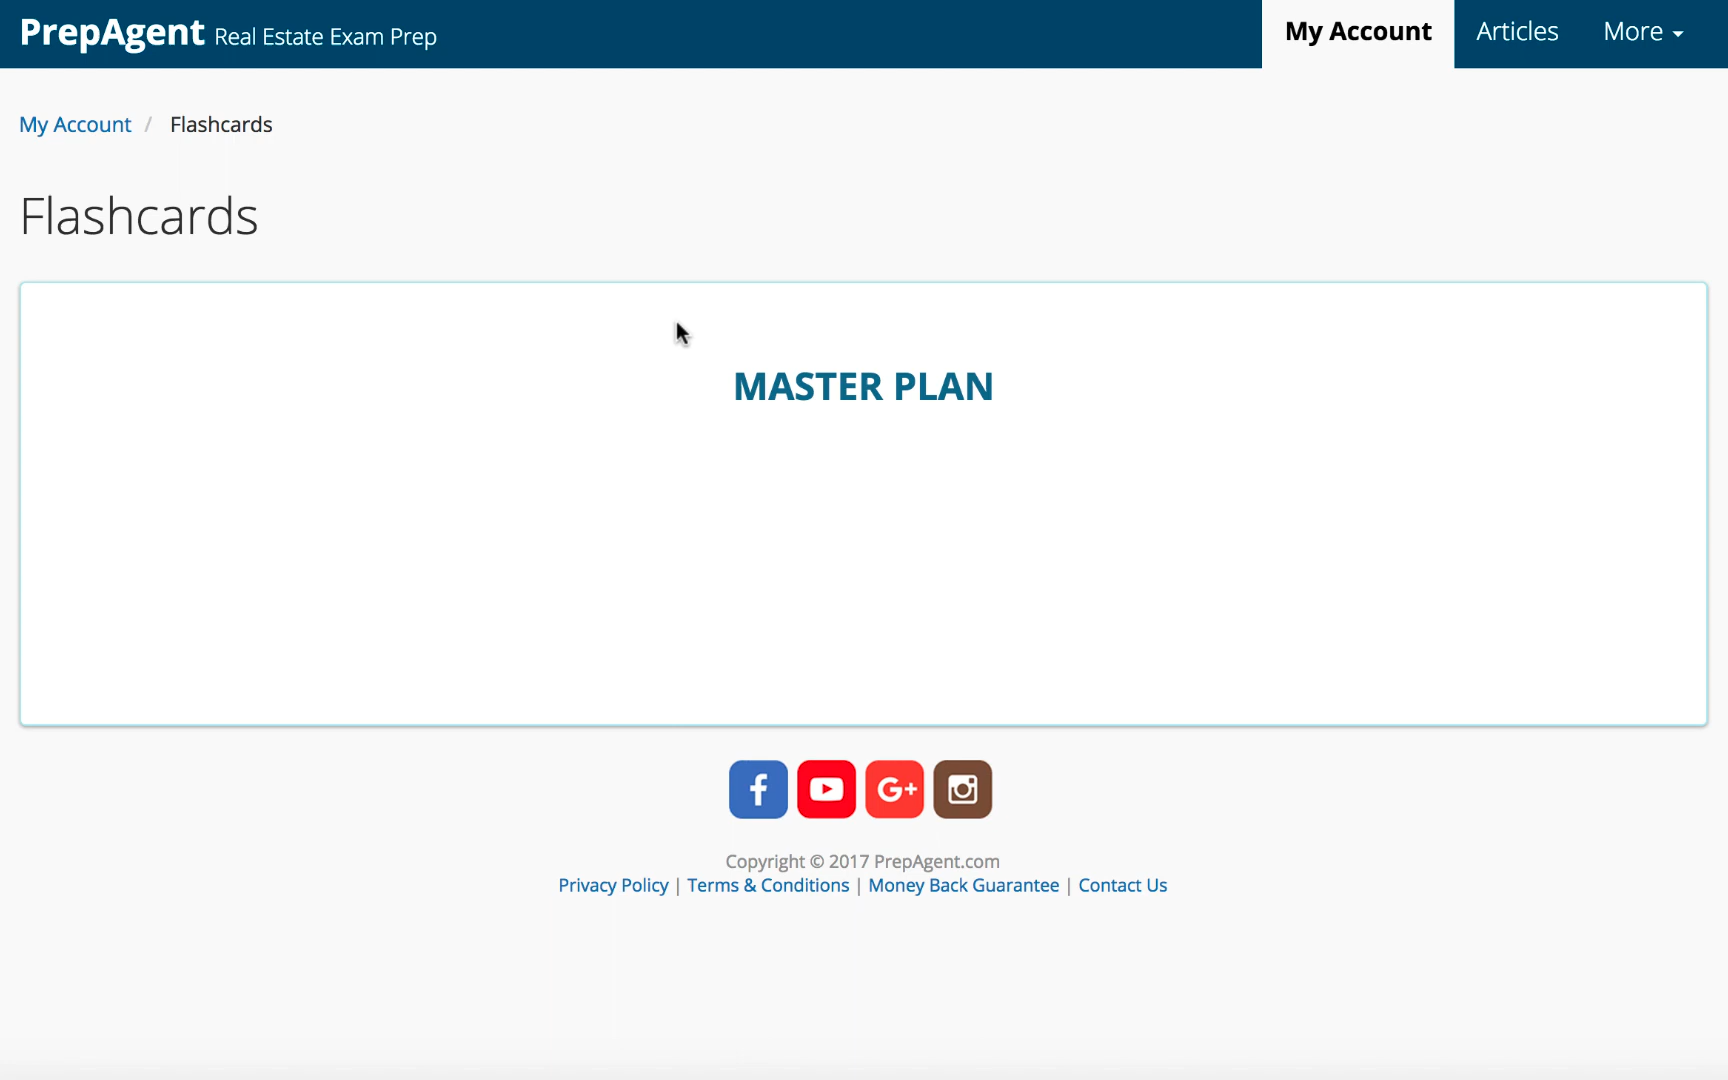 PrepAgent Real Estate Exam Prep
My Account Articles More
My Account / Flashcards
Flashcards
MASTER PLAN
f G+
Copyright © 2017 PrepAgent.com
Privacy Policy | Terms & Conditions | Money Back Guarantee | Contact Us